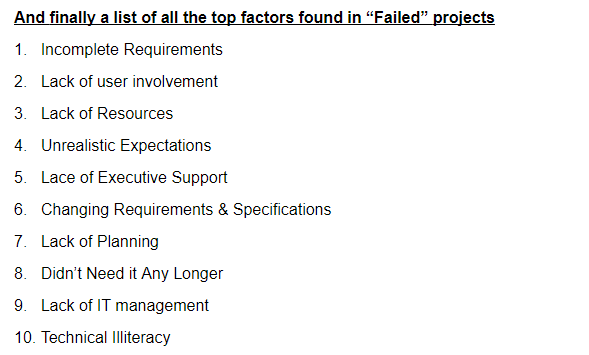 And finally a list of all the top factors found in “Failed” projects
1. Incomplete Requirements
2. Lack of user involvement
3. Lack of Resources
4. Unrealistic Expectations
5. Lace of Executive Support
6. Changing Requirements & Specifications
7. Lack of Planning
8. Didn’t Need it Any Longer
9. Lack of IT management
10. Technical Illiteracy